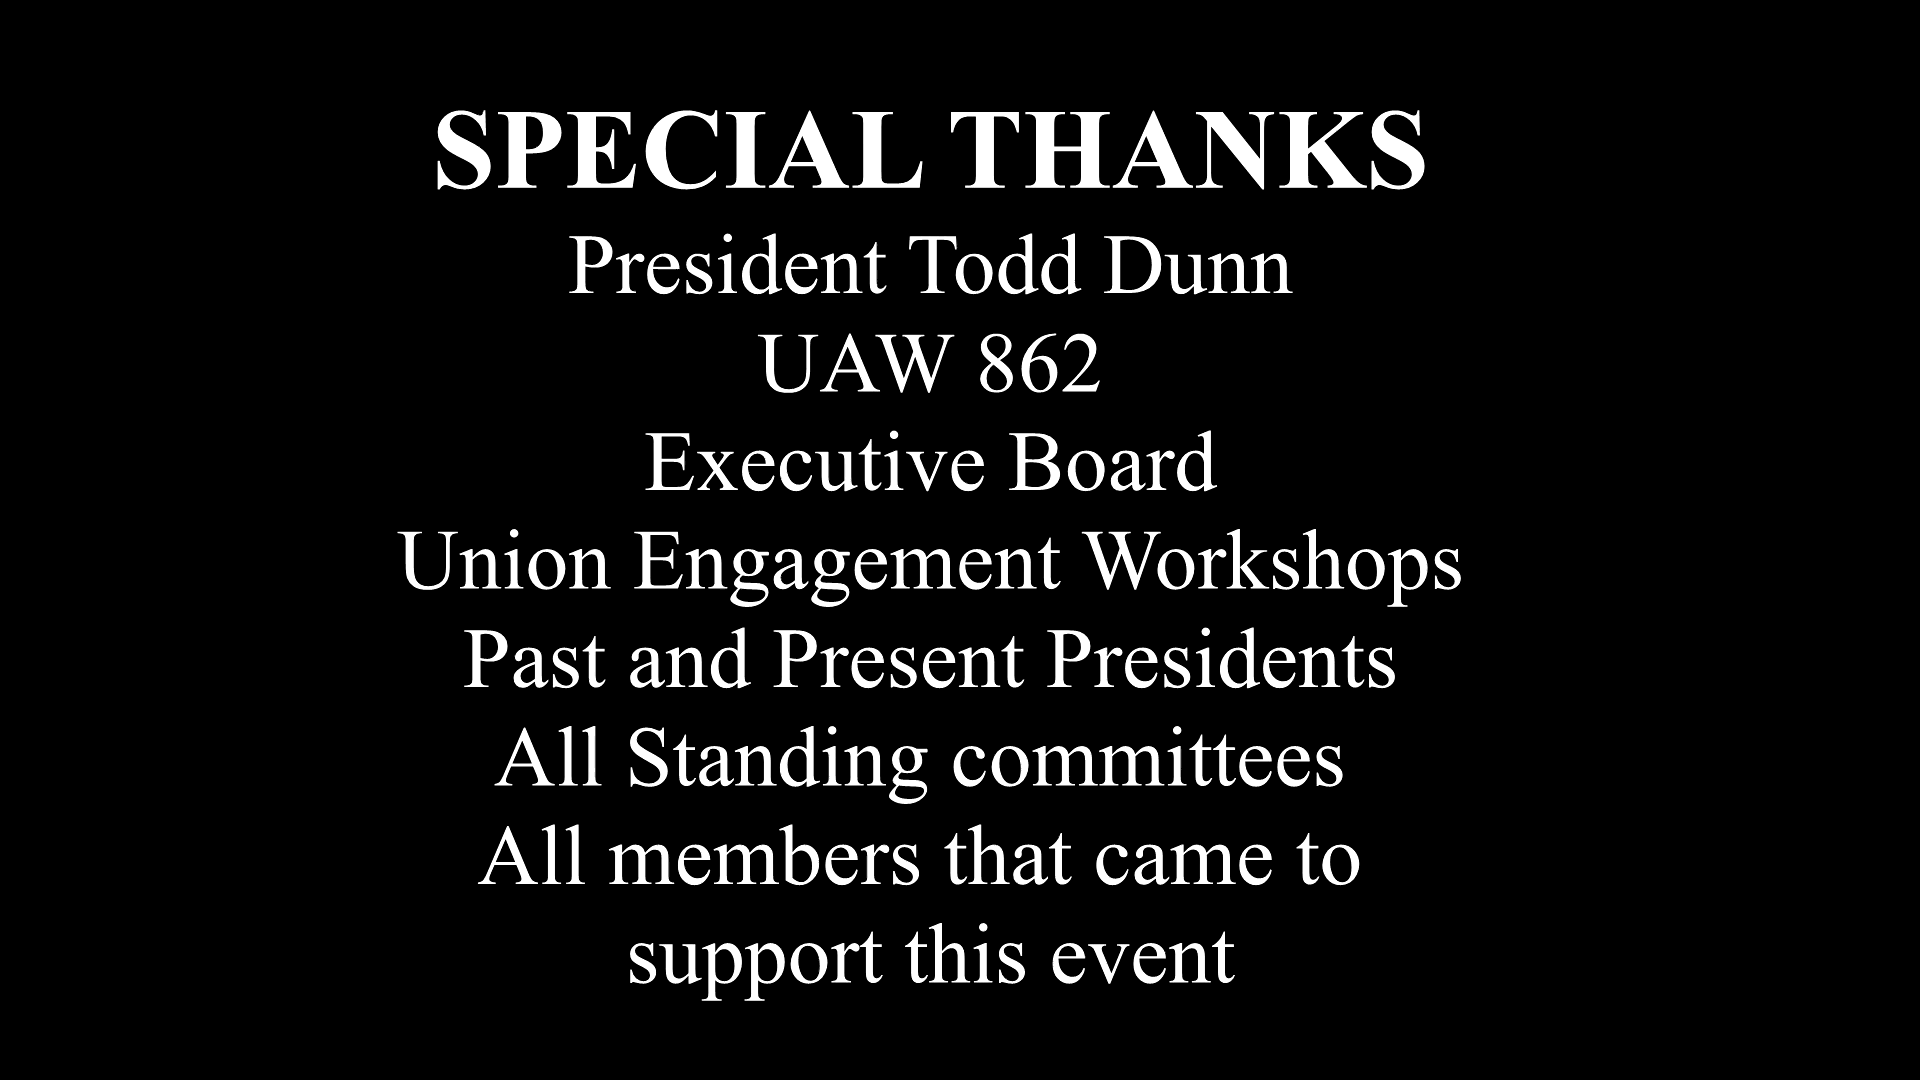 SPECIAL THANKS
President Todd Dunn
UAW 862
Executive Board
Union Engagement Workshops
Past and Present Presidents
All Standing committees
All members that came to
support this event